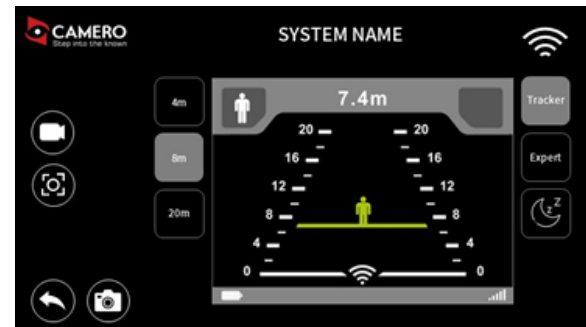 CAMERO
Step into the known
SYSTEM NAME
4m
8m
20m
7.4m
20 20
16 16
12 12
8 8
4 4
0 0
Tracker
Expert
z Z